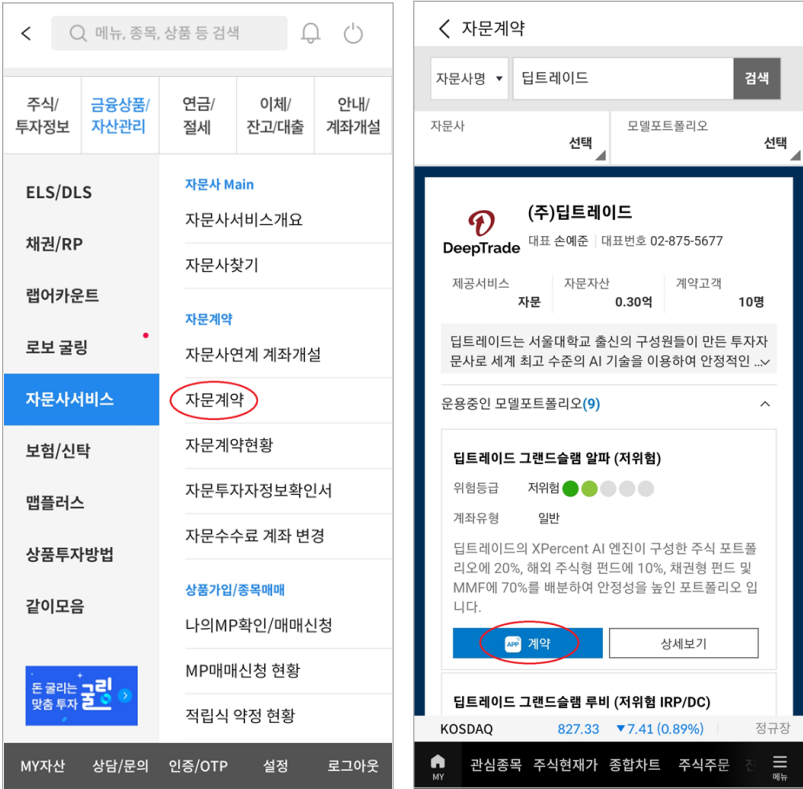 메뉴, 종목, 상품 등 검색
주식/
투자정보
금융상품/
자산관리
연금/
절세
이체/
잔고/대출
안내/
계좌개설
ELS/DLS
채권/RP
랩어카운트
로보 굴링
자문사서비스
보험/신탁
맵플러스
상품투자방법
같이모음
돈 굴리는
맞춤 투자
굴링
자문사 Main
자문사서비스개요
자문사찾기
자문계약
자문사연계 계좌개설
자문계약
자문계약현황
자문투자자정보확인서
자문수수료 계좌 변경
상품가입/종목매매
나의MP확인/매매신청
MP매매신청 현황
적립식 약정 현황
MY자산 상담/문의 인증/OTP 설정 로그아웃
자문계약
자문사명 딥트레이드 검색
자문사 선택
모델포트폴리오 선택
DeepTrade
(주)딥트레이드
대표 손예준 대표번호 02-875-5677
제공서비스 자문
자문자산 0.30억
계약고객 10명
딥트레이드는 서울대학교 출신의 구성원들이 만든 투자자
문사로 세계 최고 수준의 AI 기술을 이용하여 안정적인 ...
운용중인 모델포트폴리오(9)
딥트레이드 그랜드슬램 알파 (저위험)
위험등급 저위험
계좌유형 일반
딥트레이드의 XPercent AI 엔진이 구성한 주식 포트폴
리오에 20%, 해외 주식형 펀드에 10%, 채권형 펀드 및
MMF에 70%를 배분하여 안정성을 높인 포트폴리오 입
니다.
APP 계약 상세보기
딥트레이드 그랜드슬램 루비 (저위험 IRP/DC)
KOSDAQ 827.33 ▼7.41 (0.89%) 정규장
MY 관심종목 주식현재가 종합차트 주식주문 메뉴